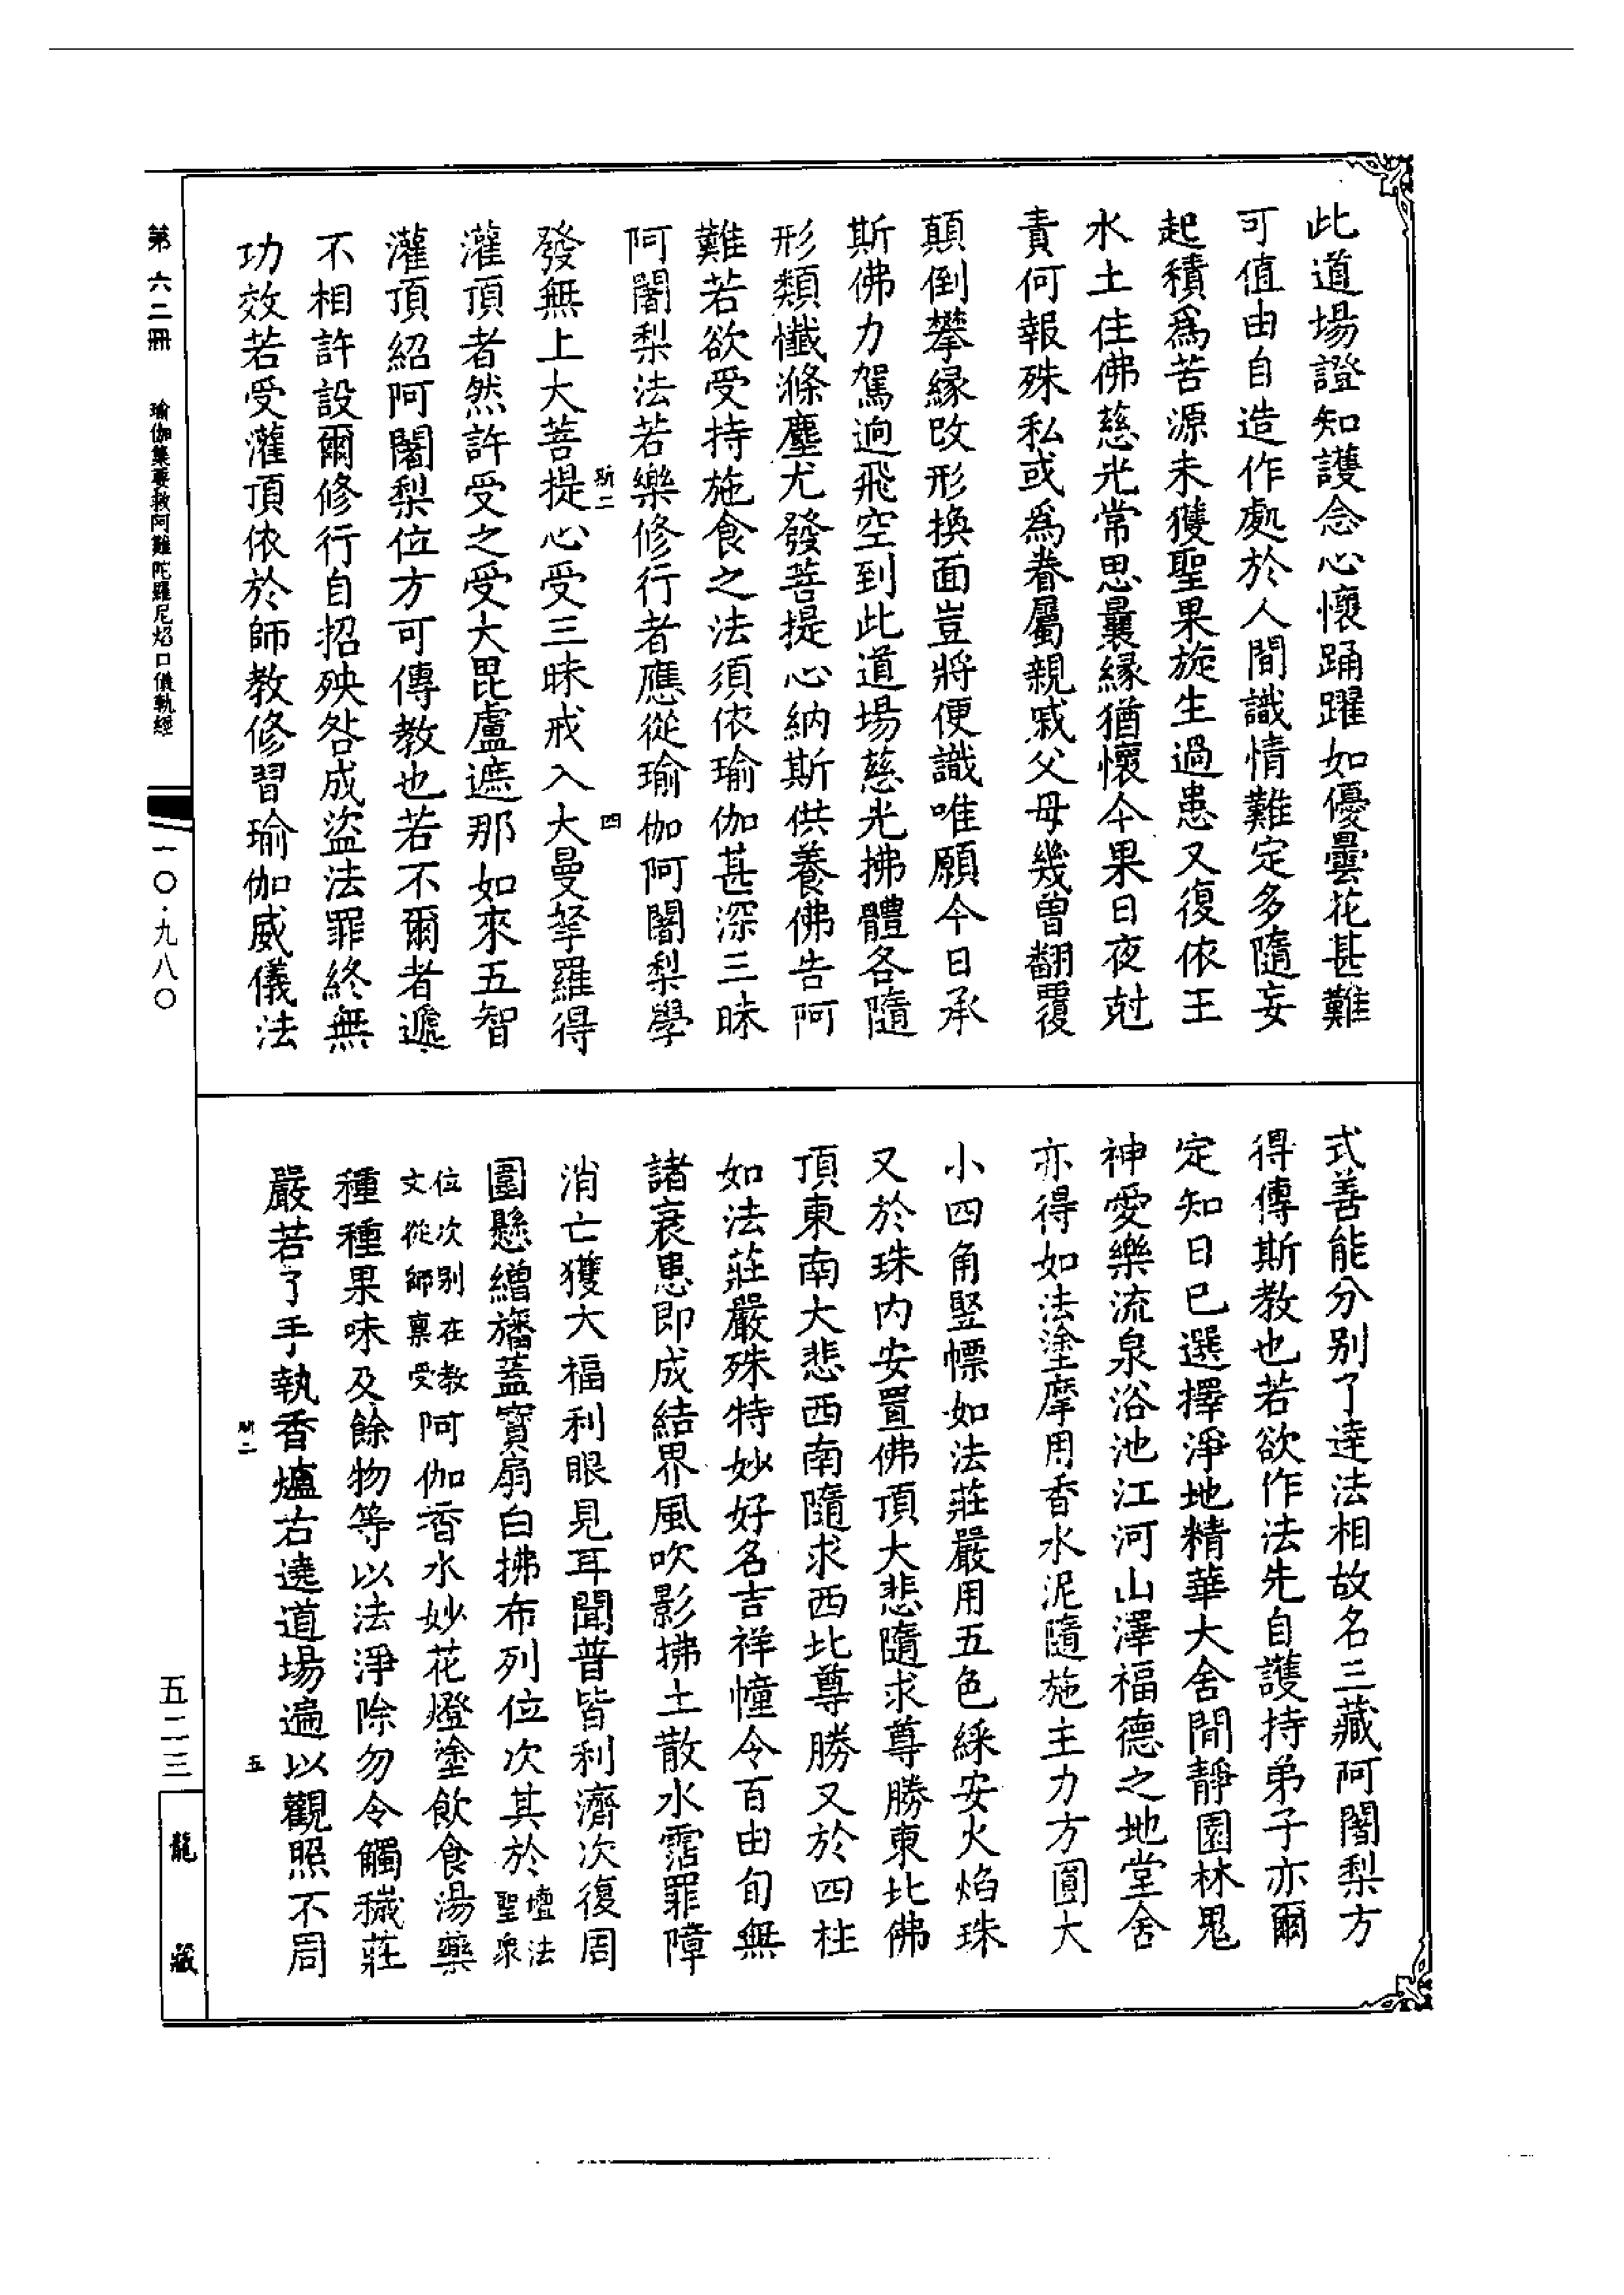 此道場證知護念心懷踊躍如優曇花甚難
可值由自造作處於人間識情難定多隨妄
起積為苦源未獲聖果旋生過患又復依王
水土住佛慈光常思曩緣猶懷今果日夜尅
責何報殊私或為眷屬親戚父母幾曾翻覆
顛倒攀緣改形換面豈將便識唯願今日承
斯佛力駕逈飛空到此道場慈光拂體各隨
形類懺滌塵尤發菩提心納斯供養佛告阿
難若欲受持施食之法須依瑜伽甚深三昧
阿闍梨法若樂修行者應從瑜伽阿闍梨學
斯二
四
發無上大菩提心受三昧戒入大曼拏羅得
灌頂者然許受之受大毘盧遮那如來五智
灌頂紹阿闍梨位方可傳教也若不爾者遞
不相許設爾修行自招殃咎成盜法罪終無
功效若受灌頂依於師教修習瑜伽威儀法
式善能分別了達法相故名三藏阿闍梨方
得傳斯教也若欲作法先自護持弟子亦爾
定知日已選擇淨地精華大舍閒靜園林鬼
神愛樂流泉浴池江河山澤福德之地堂舍
亦得如法塗摩用香水泥隨施主力方圓大
小四角豎幖如法莊嚴用五色綵安火焰珠
又於珠內安置佛頂大悲隨求尊勝東北佛
頂東南大悲西南隨求西北尊勝又於四柱
如法莊嚴殊特妙好名吉祥幢令百由旬無
諸衰患即成結界風吹影拂土散水霑罪障
消亡獲大福利眼見耳聞普皆利濟次復周
圍懸繒旛蓋寶扇白拂布列位次其於壇法聖眾
位次別在教文從師稟受阿伽香水妙花燈塗飲食湯藥
種種果味及餘物等以法淨除勿令觸穢莊
嚴若了手執香爐右遶道場遍以觀照不周
斯二
五
第六二冊
瑜伽集要救阿難陀羅尼焰口儀軌經
一〇·九八〇
五二三
龍藏